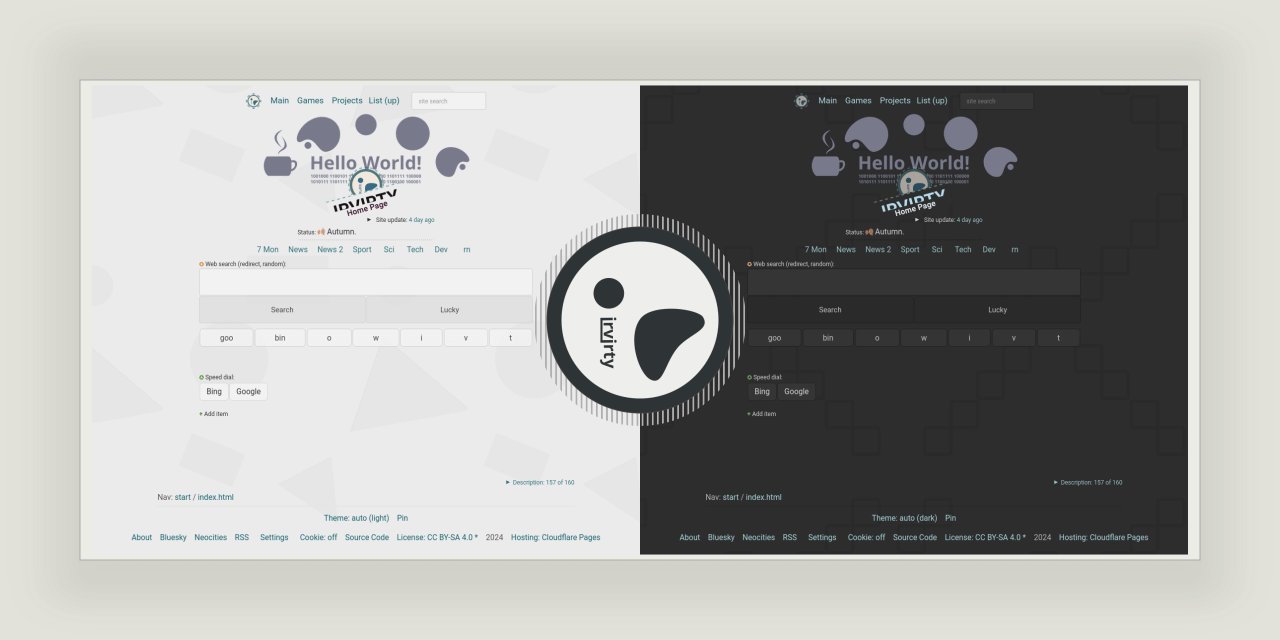 Main Games Projects List (up) site search
Hello World!
IRVIRTY
Home Page
► Site update: 4 day ago
Status: Autumn.
7 Mon News News 2 Sport Sci Tech Dev rn
Web search (redirect, random):
Search Lucky
goo bin o w i v t
Speed dial:
Bing Google
+ Add item
► Description: 157 of 160
Nav: start / index.html
Theme: auto (light) Pin
About Bluesky Neocities RSS Settings Cookie: off Source Code License: CC BY-SA 4.0 * 2024 Hosting: Cloudflare Pages
irvirty
Main Games Projects List (up) site search
Hello World!
IRVIRTY
Home Page
► Site update: 4 day ago
Status: Autumn.
7 Mon News News 2 Sport Sci Tech Dev rn
Web search (redirect, random):
Search Lucky
goo bin o w i v t
Speed dial:
Bing Google
+ Add item
► Description: 157 of 160
Nav: start / index.html
Theme: auto (dark) Pin
About Bluesky Neocities RSS Settings Cookie: off Source Code License: CC BY-SA 4.0 * 2024 Hosting: Cloudflare Pages